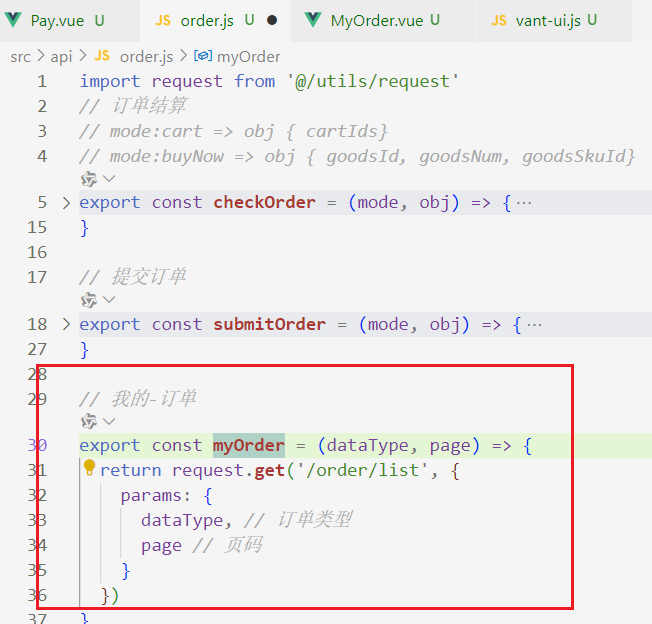 Pay.vue U
JS order.js U
MyOrder.vue U
JS vant-ui.js U
src > api > JS order.js > myOrder
1 import request from '@/utils/request'
2 // 订单结算
3 // mode:cart => obj { cartIds}
4 // mode:buyNow => obj { goodsId, goodsNum, goodsSkuId}
5 export const checkOrder = (mode, obj) => { ···
15 }
16
17 // 提交订单
18 export const submitOrder = (mode, obj) => { ···
27 }
28
29 // 我的-订单
30 export const myOrder = (dataType, page) => {
31 return request.get('/order/list', {
32 params: {
33 dataType, // 订单类型
34 page // 页码
35 }
36 })
37 }